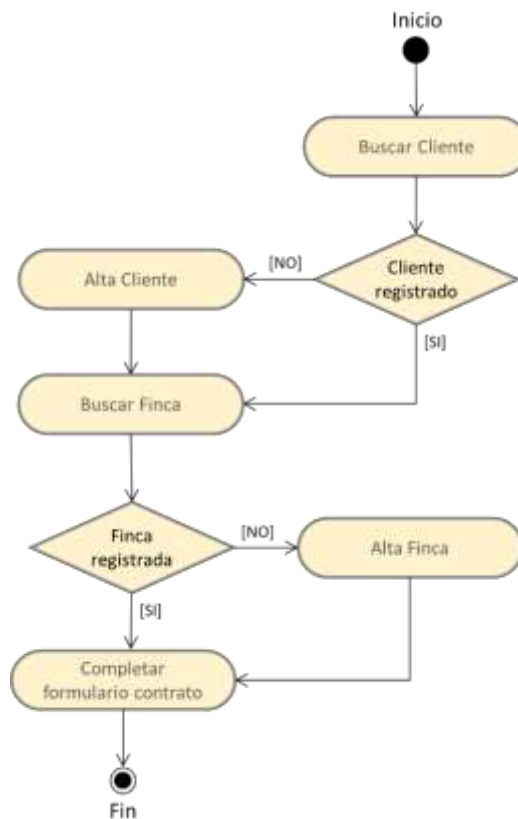 Inicio
Buscar Cliente
Cliente
registrado
[NO]
Alta Cliente
[SI]
Buscar Finca
Finca
registrada
[NO]
Alta Finca
[SI]
Completar
formulario contrato
Fin